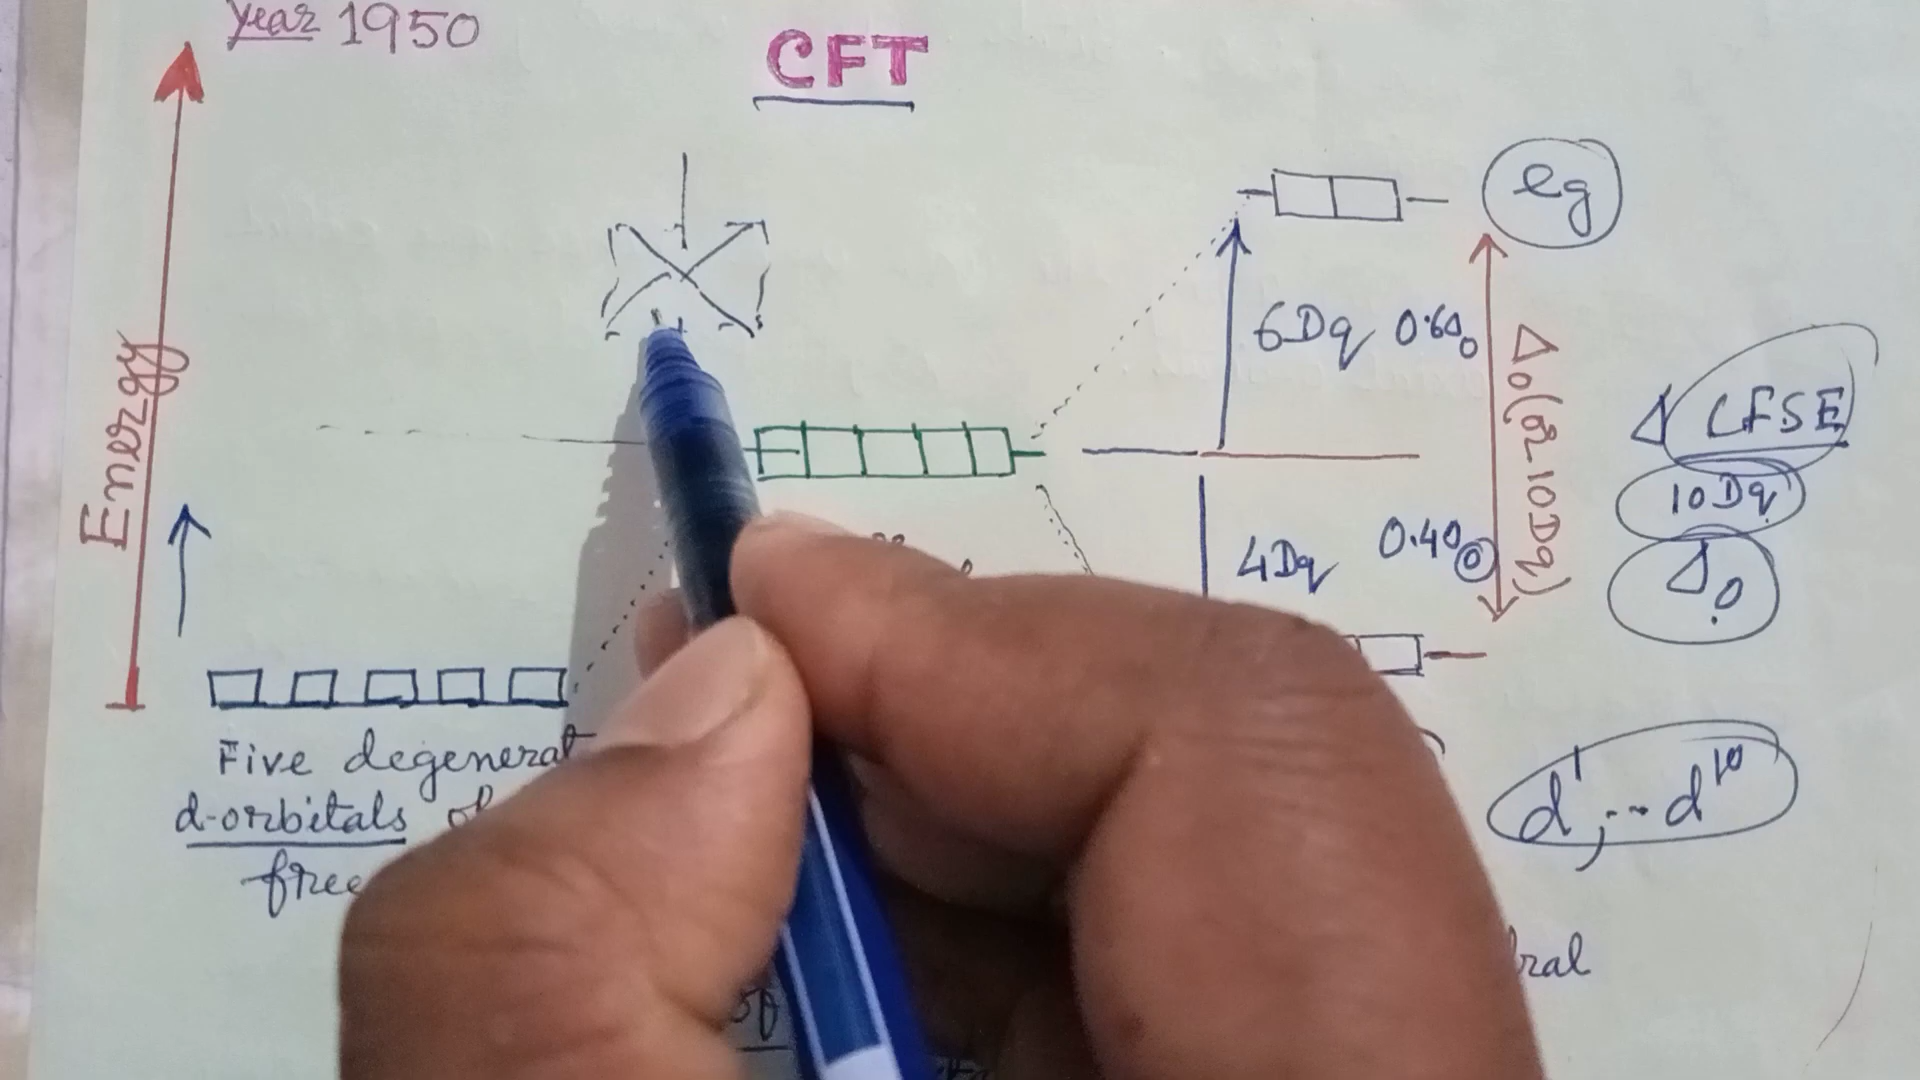 year 1950
CFT
eg
6Dq 0.6Δo
Δo (or 10Dq)
Energy
Δ CFSE
10Dq
Δo
4Dq 0.4Δo
Five degenerat
d-orbitals of
free
d¹, -- d¹⁰
ral